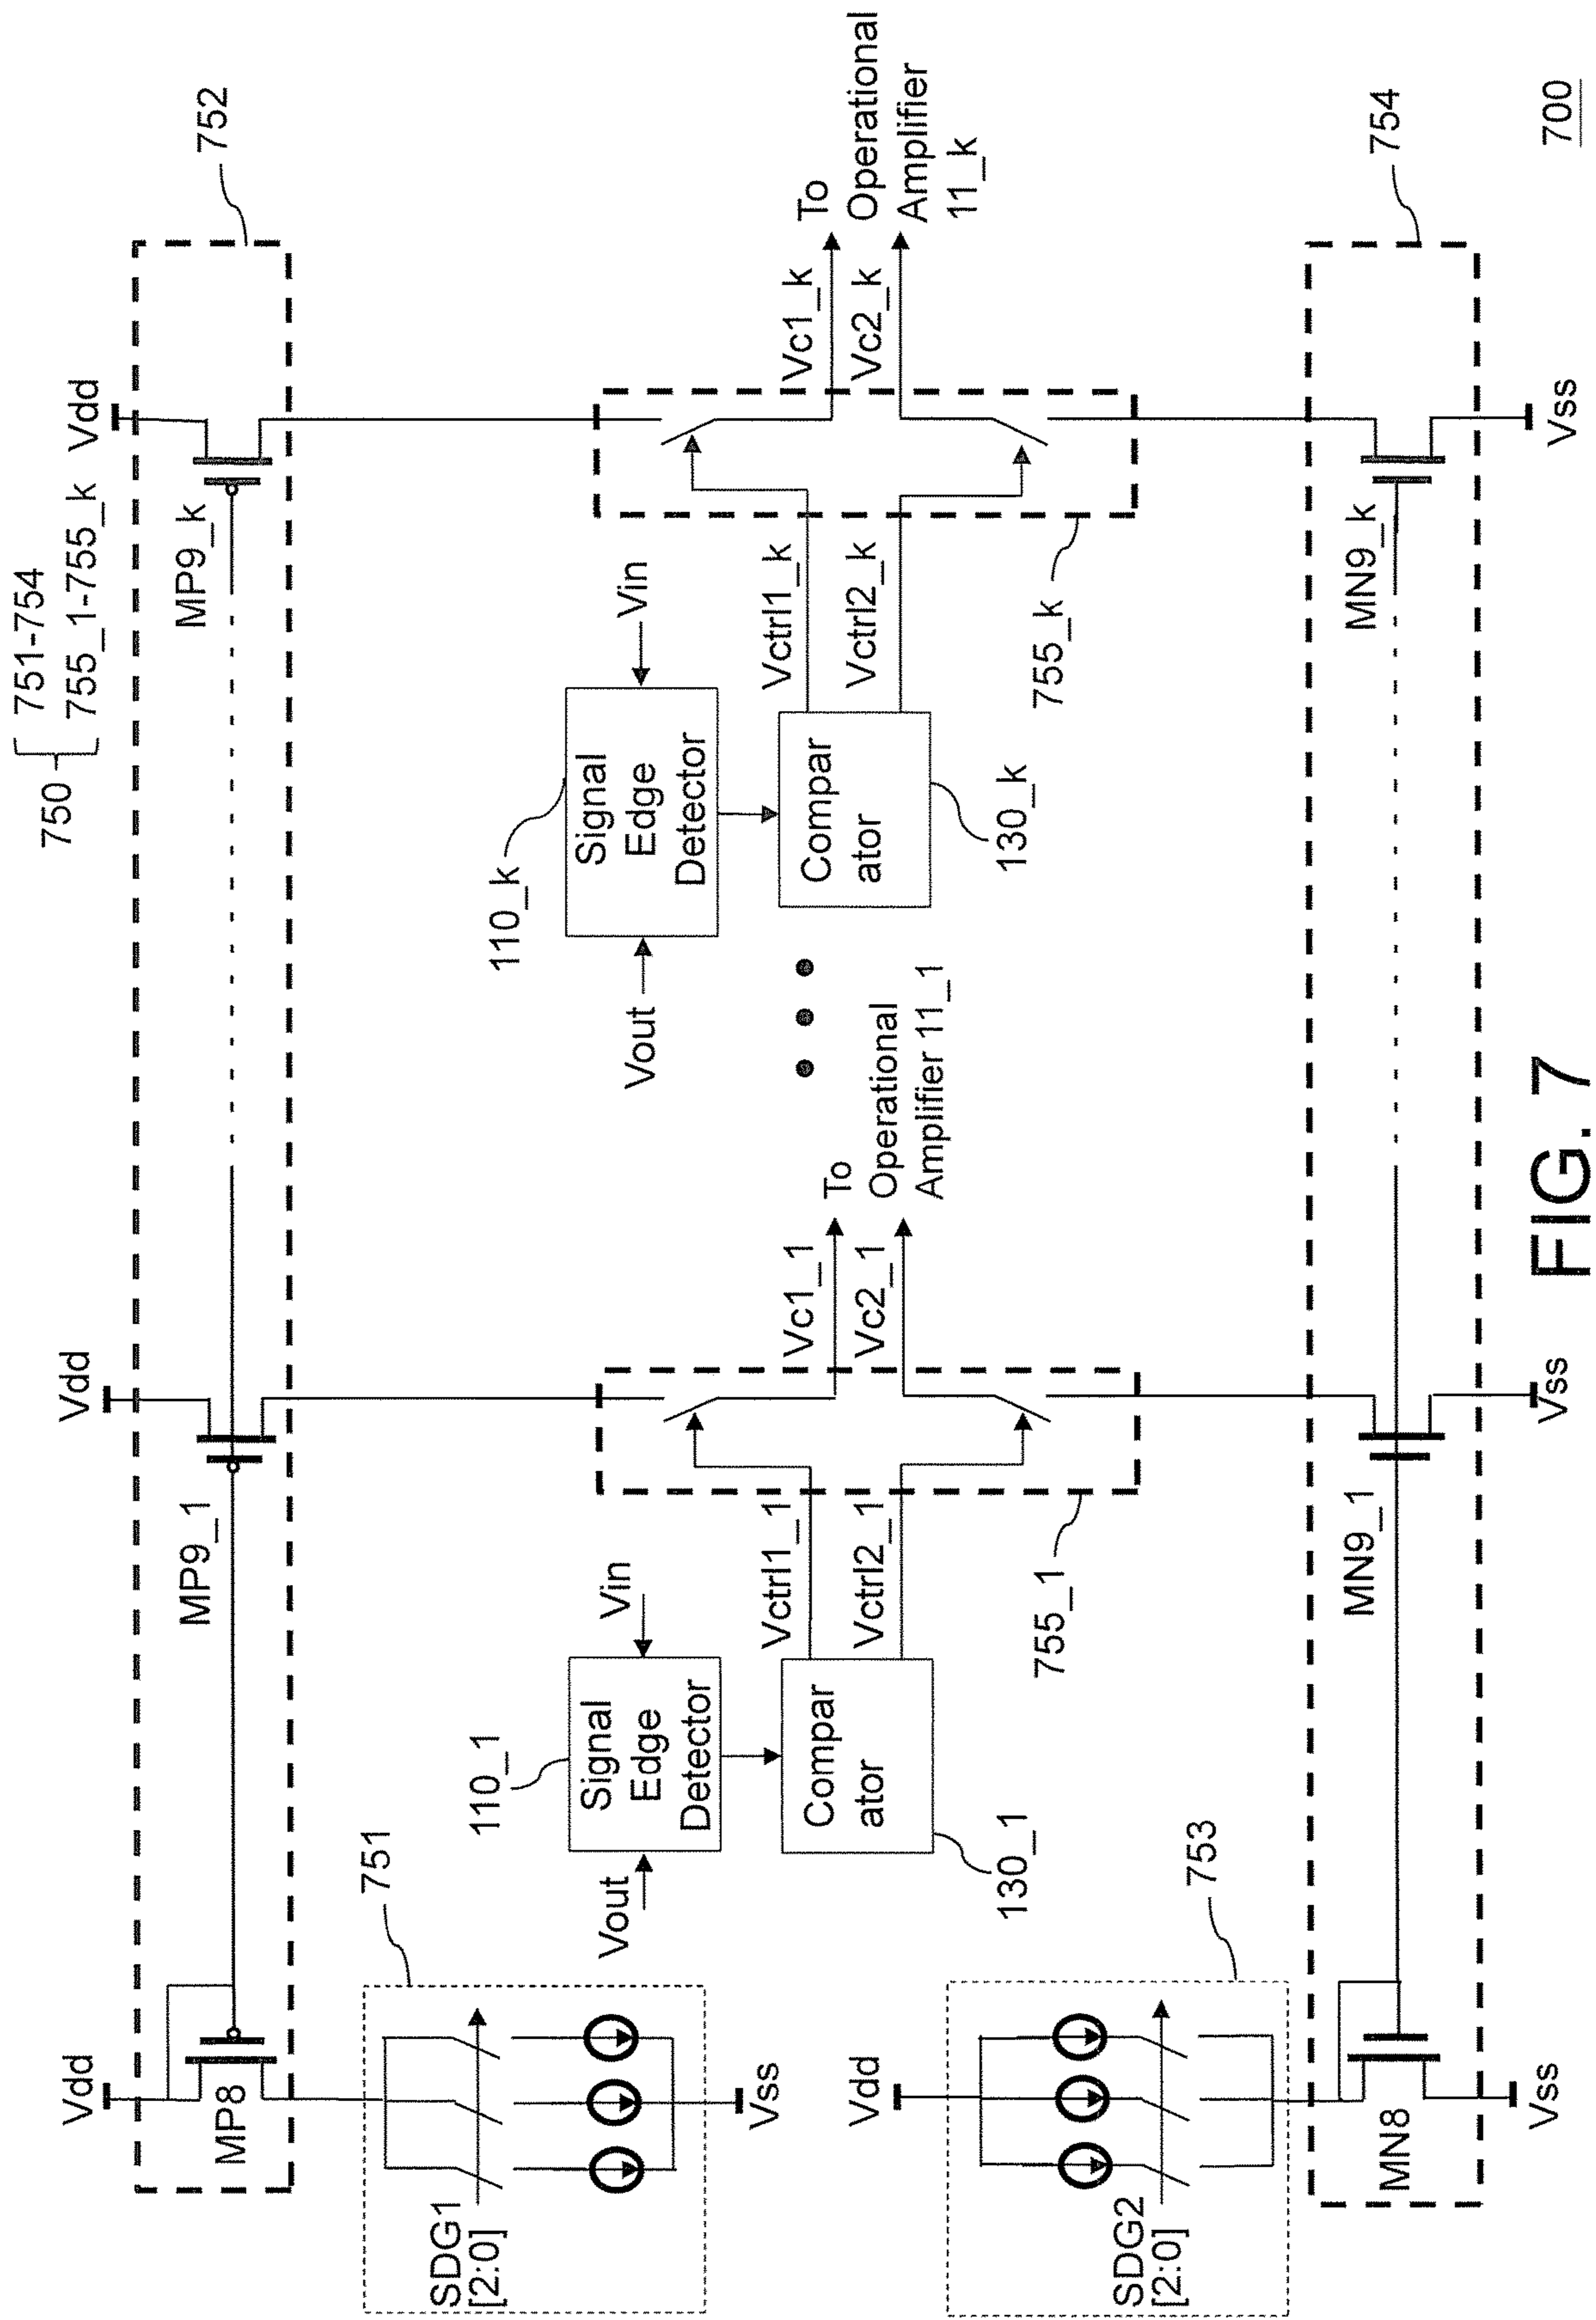 750
751-754
755_1-755_k
752
Vdd
Vdd
Vdd
MP8
MP9_1
MP9_k
751
SDG1
[2:0]
Vss
110_1
Vout
Signal
Edge
Detector
Vin
Compar
ator
130_1
Vctrl1_1
Vctrl2_1
755_1
Vc1_1
Vc2_1
To
Operational
Amplifier 11_1
110_k
Vout
Signal
Edge
Detector
Vin
Compar
ator
130_k
Vctrl1_k
Vctrl2_k
755_k
Vc1_k
Vc2_k
To
Operational
Amplifier
11_k
Vdd
753
SDG2
[2:0]
MN8
MN9_1
MN9_k
754
Vss
Vss
Vss
FIG. 7
700